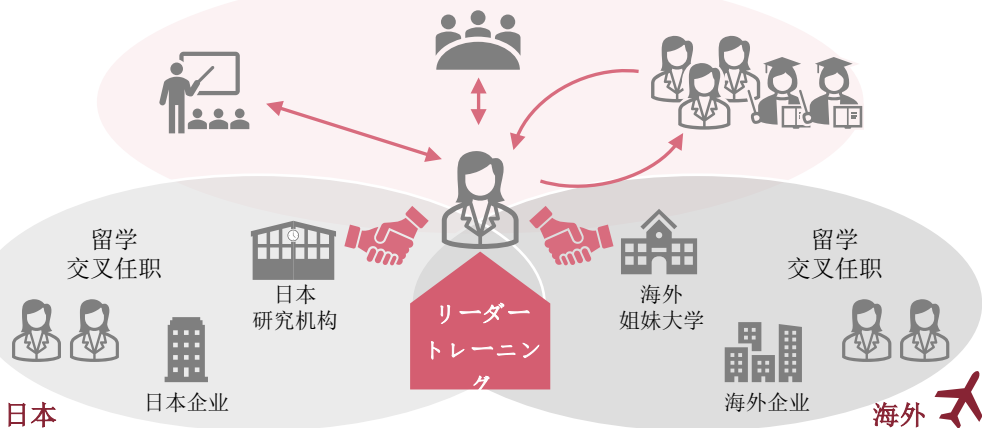 留学
交叉任职
日本
研究机构
日本企业
日本
リーダー
トレーニン
グ
海外
姐妹大学
留学
交叉任职
海外企业
海外